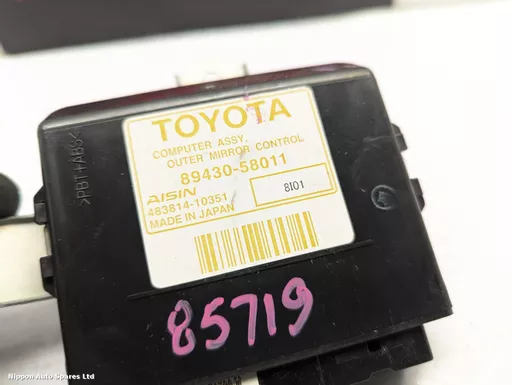 TOYOTA
COMPUTER ASSY,
OUTER MIRROR CONTROL
89430-58011
AISIN
8I01
483814-10351
MADE IN JAPAN
>PBT+ABS<
85719
Nippon Auto Spares Ltd